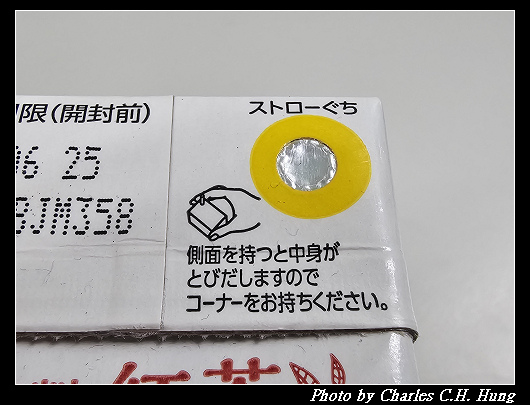 限(開封前)
ストローぐち
06 25
BJM358
側面を持つと中身が
とびだしますので
コーナーをお持ちください。
Photo by Charles C.H. Hung